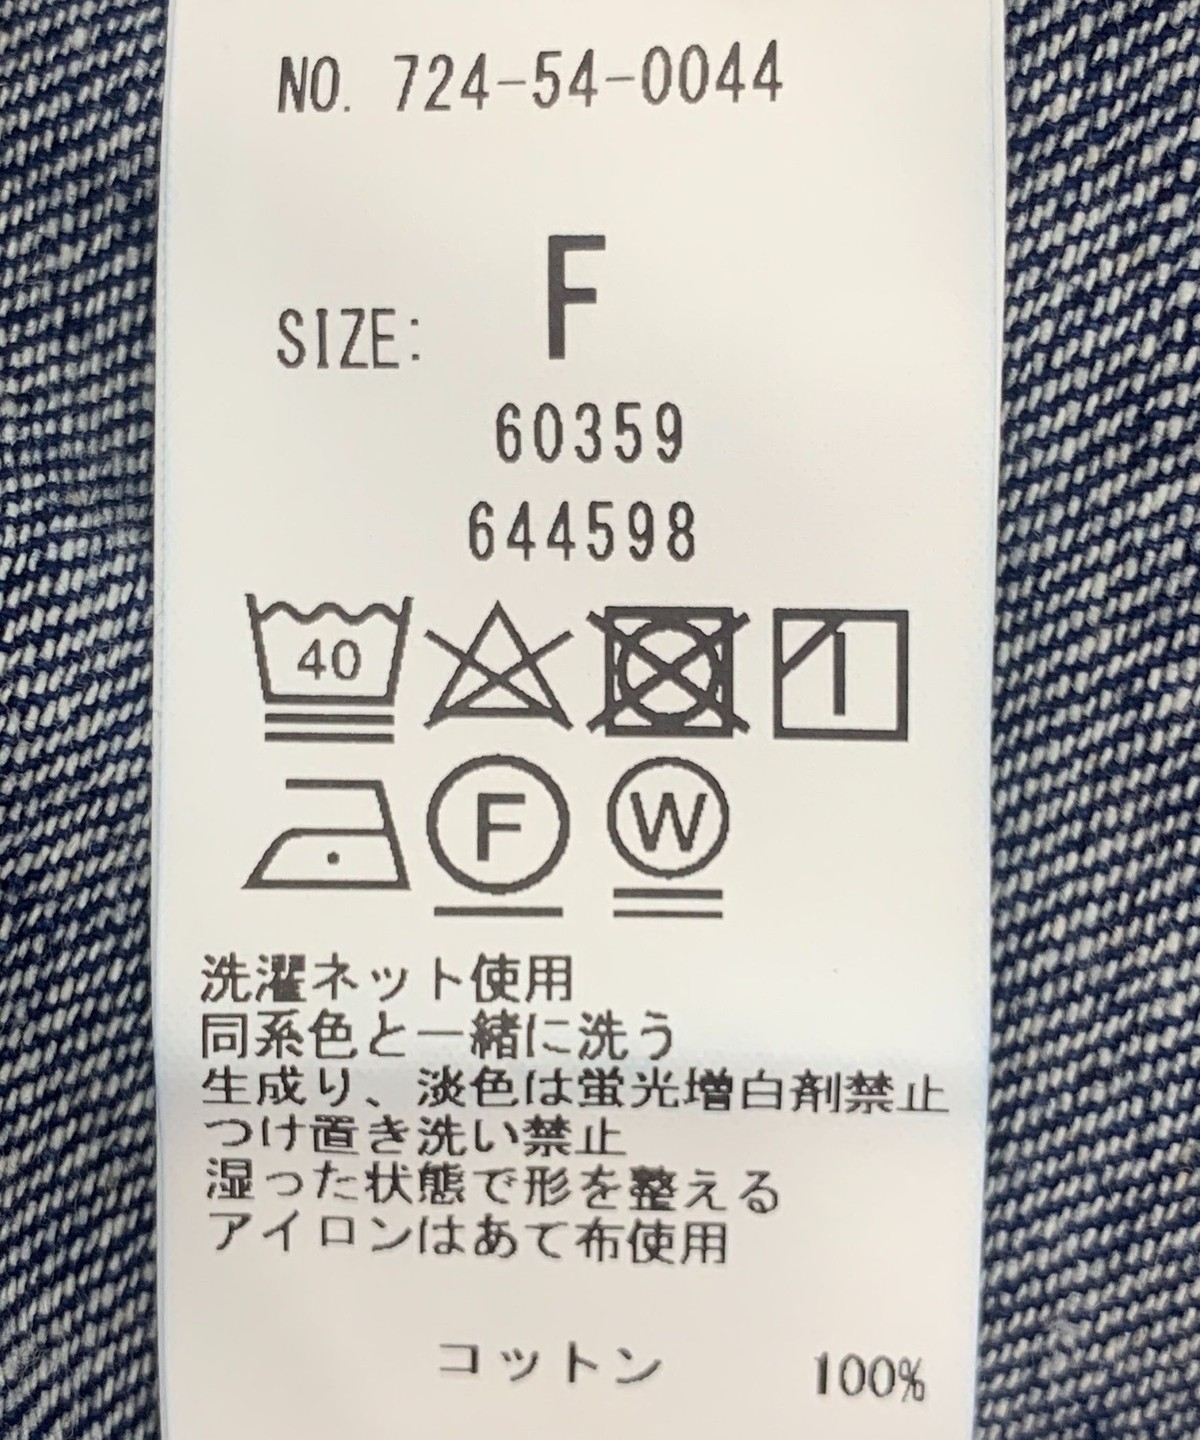 NO. 724-54-0044
F
SIZE:
60359
644598
40
F W
洗濯ネット使用
同系色と一緒に洗う
生成り、淡色は蛍光増白剤禁止
つけ置き洗い禁止
湿った状態で形を整える
アイロンはあて布使用
コットン 100%